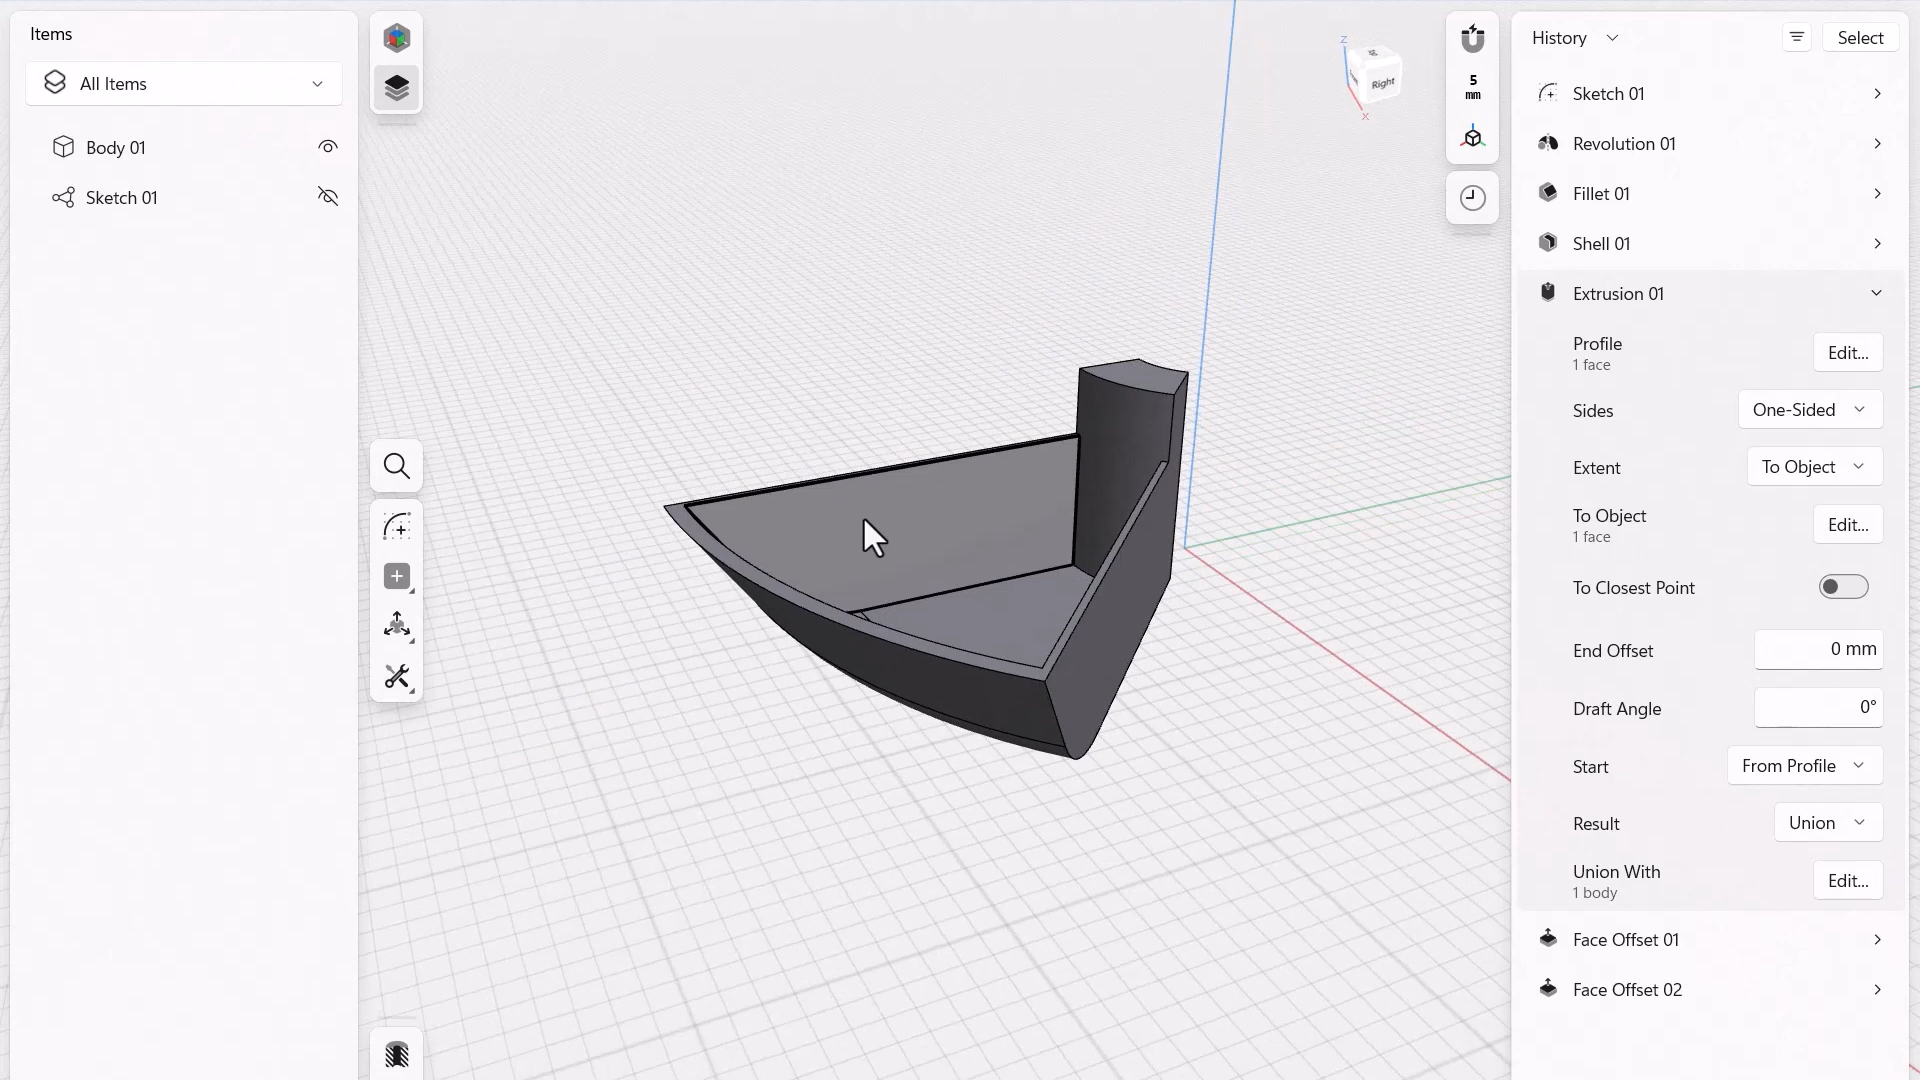 Items
All Items
Body 01
Sketch 01
Z
Right
X
5
mm
History
Select
Sketch 01
Revolution 01
Fillet 01
Shell 01
Extrusion 01
Profile
1 face
Edit...
Sides
One-Sided
Extent
To Object
To Object
1 face
Edit...
To Closest Point
End Offset
0 mm
Draft Angle
0°
Start
From Profile
Result
Union
Union With
1 body
Edit...
Face Offset 01
Face Offset 02